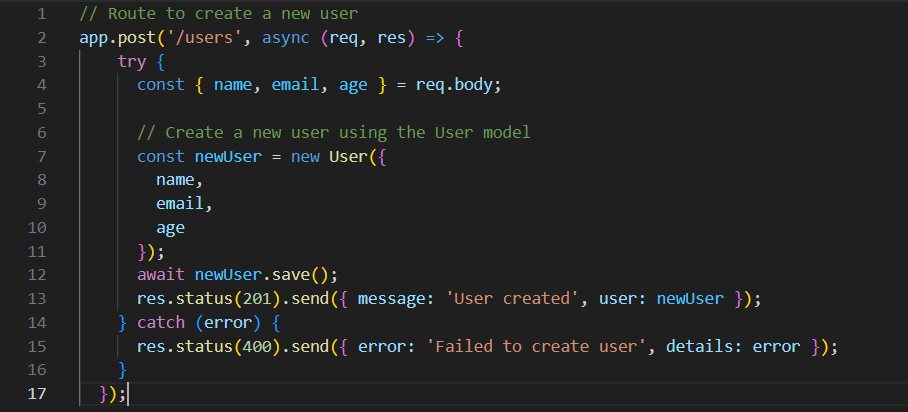 1 // Route to create a new user
2 app.post('/users', async (req, res) => {
3 try {
4 const { name, email, age } = req.body;
5
6 // Create a new user using the User model
7 const newUser = new User({
8 name,
9 email,
10 age
11 });
12 await newUser.save();
13 res.status(201).send({ message: 'User created', user: newUser });
14 } catch (error) {
15 res.status(400).send({ error: 'Failed to create user', details: error });
16 }
17 });